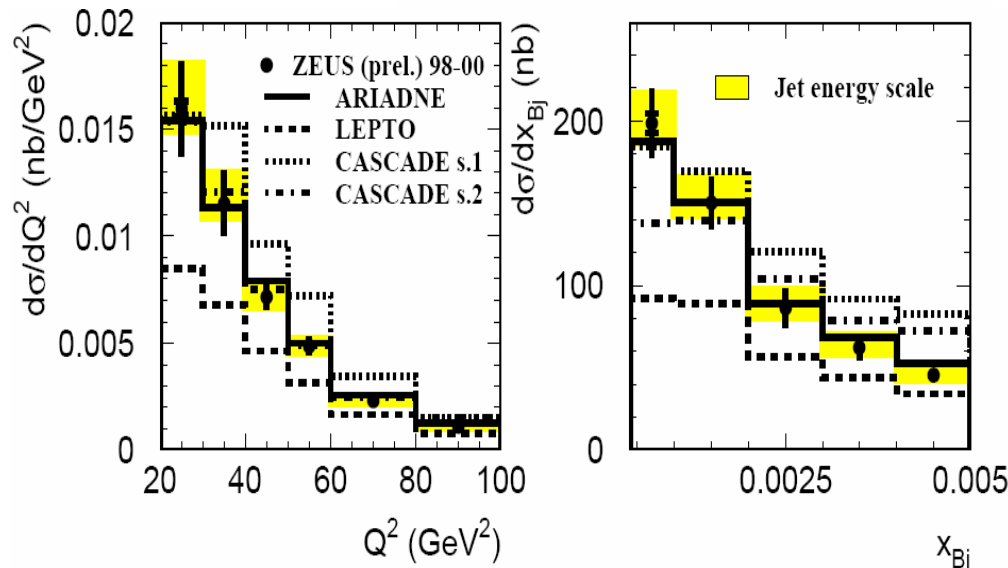 dσ/dQ² (nb/GeV²)
0.02
0.015
0.01
0.005
0
ZEUS (prel.) 98-00
ARIADNE
LEPTO
CASCADE s.1
CASCADE s.2
20 40 60 80 100
Q² (GeV²)
dσ/dx_Bj (nb)
200
100
0
Jet energy scale
0.0025 0.005
x_Bj